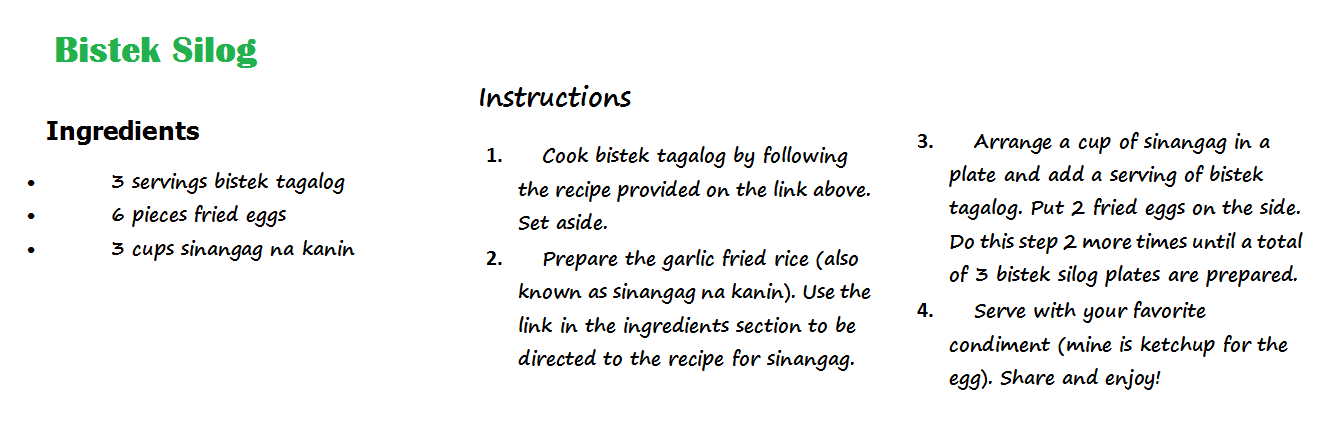 Bistek Silog
Ingredients
• 3 servings bistek tagalog
• 6 pieces fried eggs
• 3 cups sinangag na kanin
Instructions
1. Cook bistek tagalog by following
the recipe provided on the link above.
Set aside.
2. Prepare the garlic fried rice (also
known as sinangag na kanin). Use the
link in the ingredients section to be
directed to the recipe for sinangag.
3. Arrange a cup of sinangag in a
plate and add a serving of bistek
tagalog. Put 2 fried eggs on the side.
Do this step 2 more times until a total
of 3 bistek silog plates are prepared.
4. Serve with your favorite
condiment (mine is ketchup for the
egg). Share and enjoy!